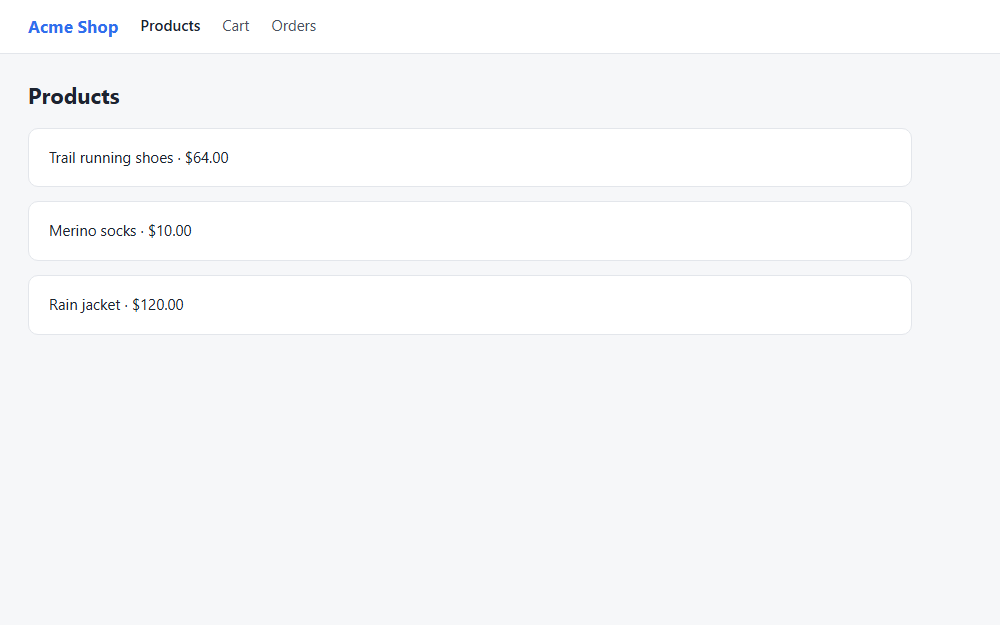 Acme Shop Products Cart Orders
Products
Trail running shoes · $64.00
Merino socks · $10.00
Rain jacket · $120.00